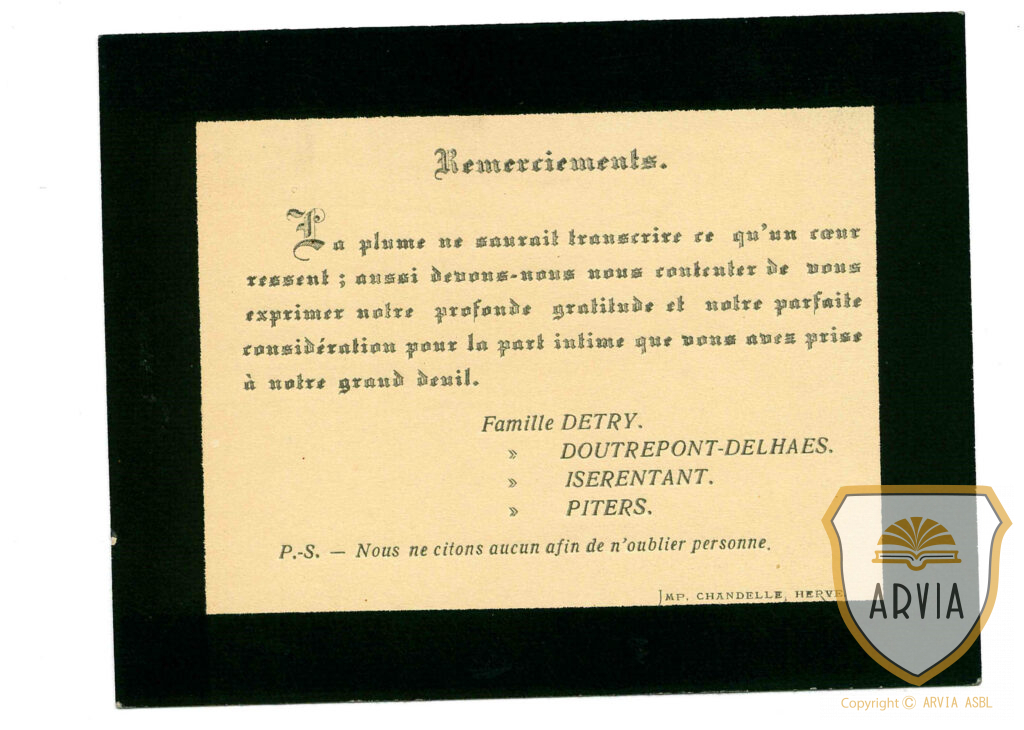 Remerciements.
La plume ne saurait transcrire ce qu'un cœur
ressent ; aussi devons-nous nous contenter de vous
exprimer notre profonde gratitude et notre parfaite
considération pour la part intime que vous avez prise
à notre grand deuil.
Famille DETRY.
» DOUTREPONT-DELHAES.
» ISERENTANT.
» PITERS.
P.-S. — Nous ne citons aucun afin de n'oublier personne.
IMP. CHANDELLE, HERVE
ARVIA
Copyright © ARVIA ASBL